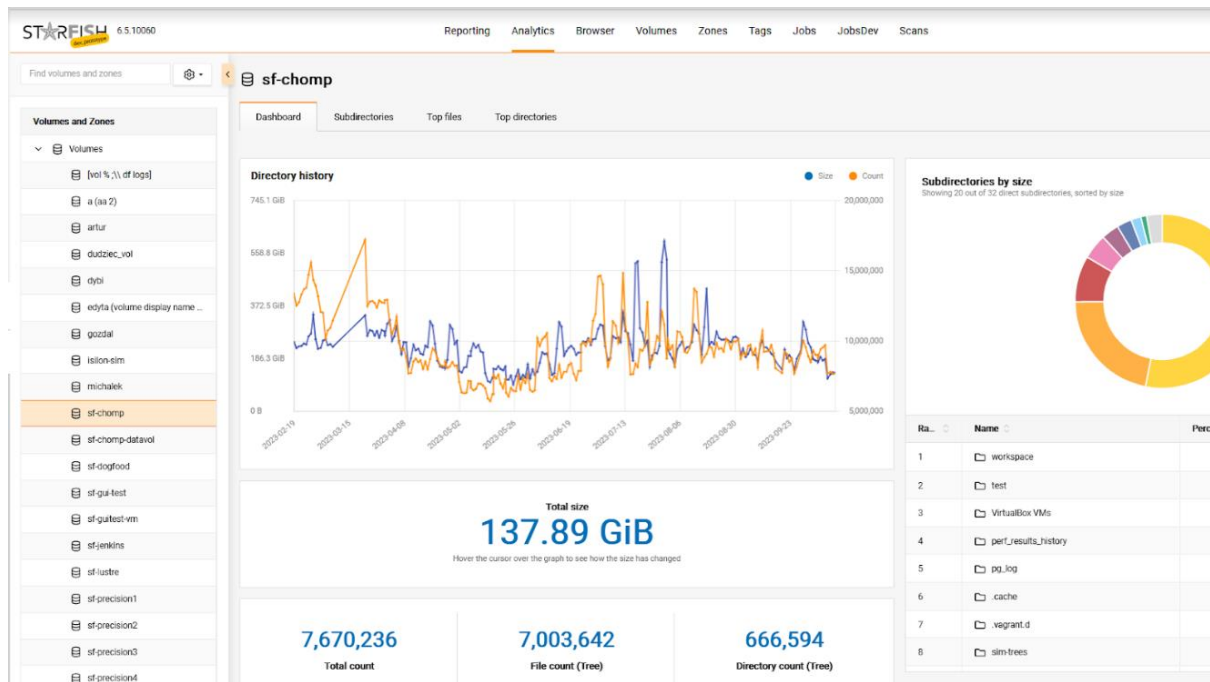 STARFISH 6.5.10060
dev prototype
Reporting Analytics Browser Volumes Zones Tags Jobs JobsDev Scans
Find volumes and zones
Volumes and Zones
Volumes
[vol % ;\\ df logs]
a (aa 2)
artur
dudziec_vol
dybi
edyta (volume display name ...
gozdal
isilon-sim
michalek
sf-chomp
sf-chomp-datavol
sf-dogfood
sf-gui-test
sf-guitest-vm
sf-jenkins
sf-lustre
sf-precision1
sf-precision2
sf-precision3
sf-precision4
sf-chomp
Dashboard Subdirectories Top files Top directories
Directory history
Size Count
745.1 GiB 20,000,000
558.8 GiB 15,000,000
372.5 GiB
10,000,000
186.3 GiB
0 B 5,000,000
2023-02-19 2023-03-15 2023-04-08 2023-05-02 2023-05-26 2023-06-19 2023-07-13 2023-08-06 2023-08-30 2023-09-23
Total size
137.89 GiB
Hover the cursor over the graph to see how the size has changed
7,670,236 7,003,642 666,594
Total count File count (Tree) Directory count (Tree)
Subdirectories by size
Showing 20 out of 32 direct subdirectories, sorted by size
Ra... Name Perc
1 workspace
2 test
3 VirtualBox VMs
4 perf_results_history
5 pg_log
6 .cache
7 .vagrant.d
8 sim-trees